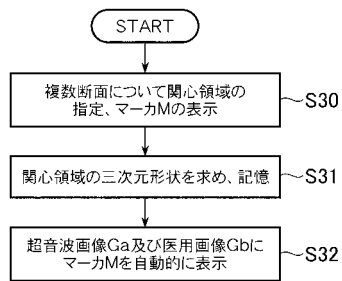 START
複数断面について関心領域の
指定、マーカMの表示
S30
関心領域の三次元形状を求め、記憶
S31
超音波画像Ga及び医用画像Gbに
マーカMを自動的に表示
S32